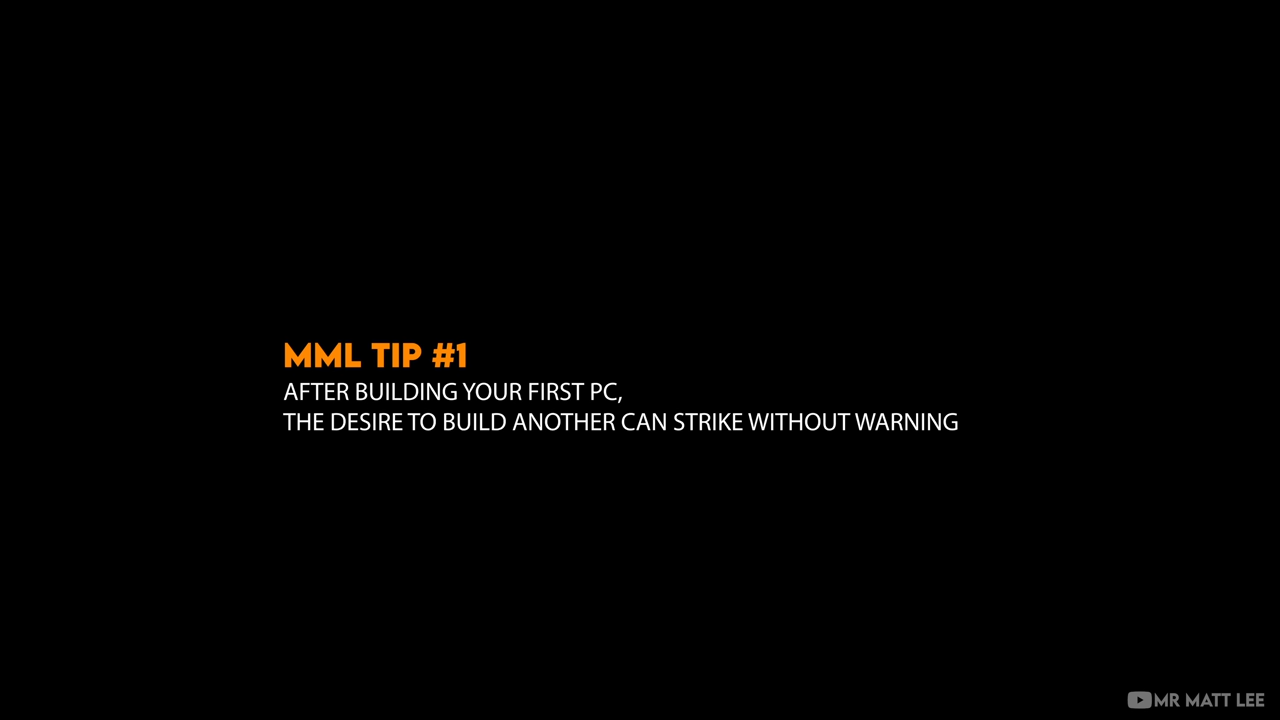 MML TIP #1
AFTER BUILDING YOUR FIRST PC,
THE DESIRE TO BUILD ANOTHER CAN STRIKE WITHOUT WARNING
MR MATT LEE